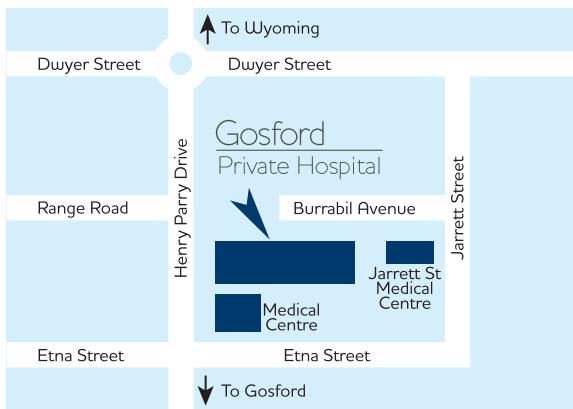 To Wyoming
Dwyer Street
Dwyer Street
Gosford
Private Hospital
Henry Parry Drive
Jarrett Street
Range Road
Burrabil Avenue
Jarrett St
Medical
Centre
Medical
Centre
Etna Street
Etna Street
To Gosford